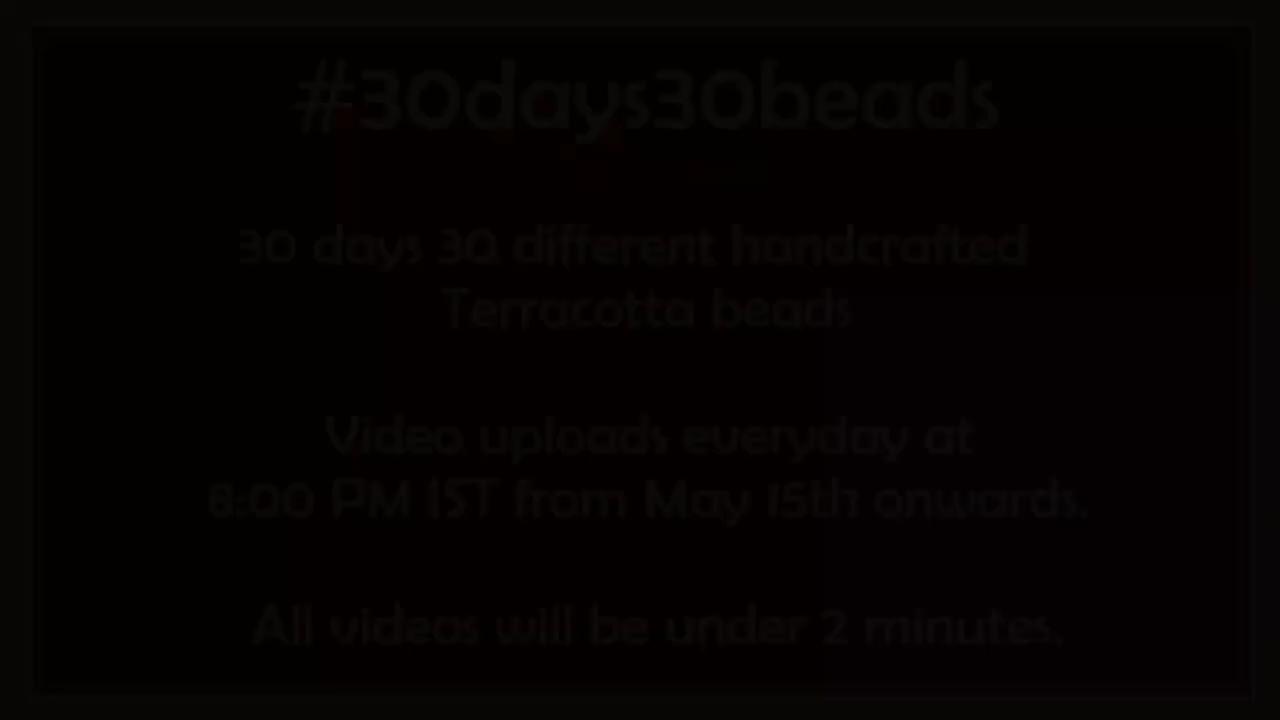 #30days30beads
30 days 30 different handcrafted
Terracotta beads
Video uploads everyday at
8:00 PM IST from May 15th onwards.
All videos will be under 2 minutes.